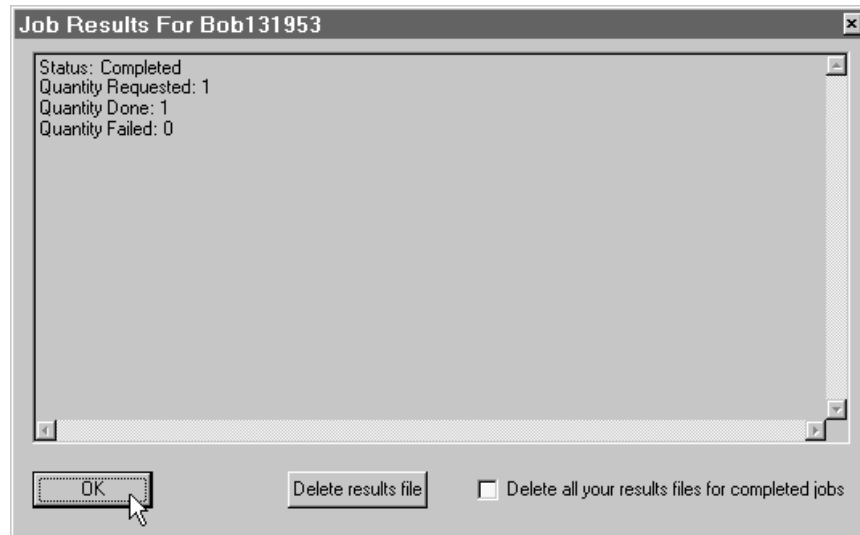 Job Results For Bob131953
Status: Completed
Quantity Requested: 1
Quantity Done: 1
Quantity Failed: 0
OK
Delete results file
Delete all your results files for completed jobs